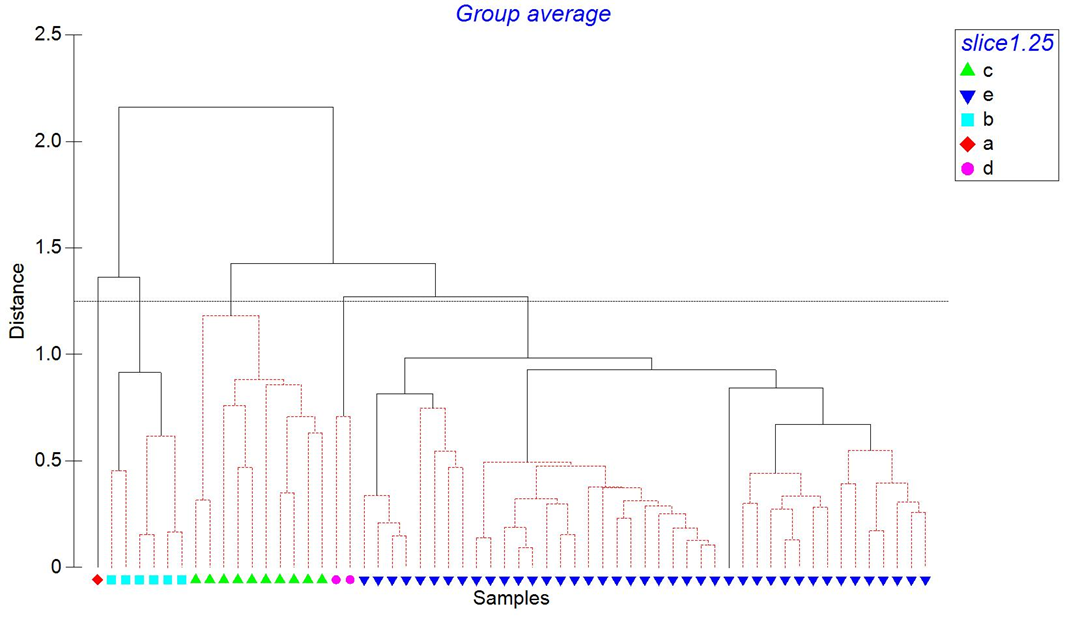 Group average
2.5
2.0
1.5
1.0
0.5
0
Distance
Samples
slice1.25
c
e
b
a
d